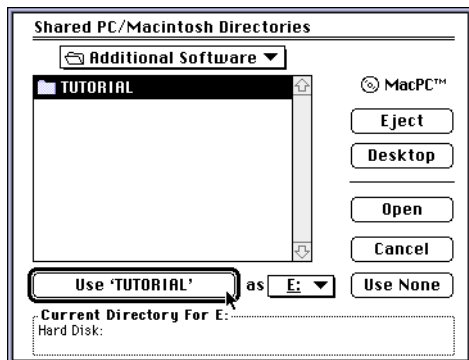 Shared PC/Macintosh Directories
Additional Software
TUTORIAL
MacPC™
Eject
Desktop
Open
Cancel
Use ‘TUTORIAL’ as E: Use None
Current Directory For E:
Hard Disk: